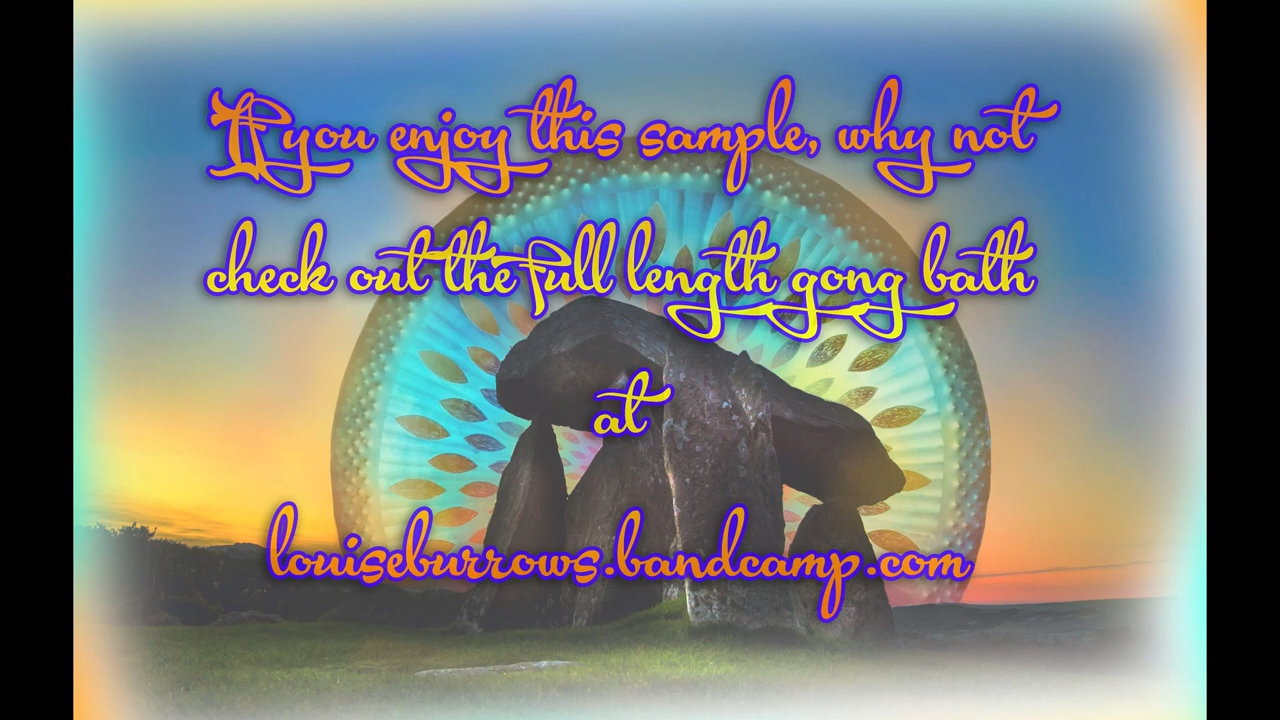 If you enjoy this sample, why not
check out the full length gong bath
at
louiseburrows.bandcamp.com